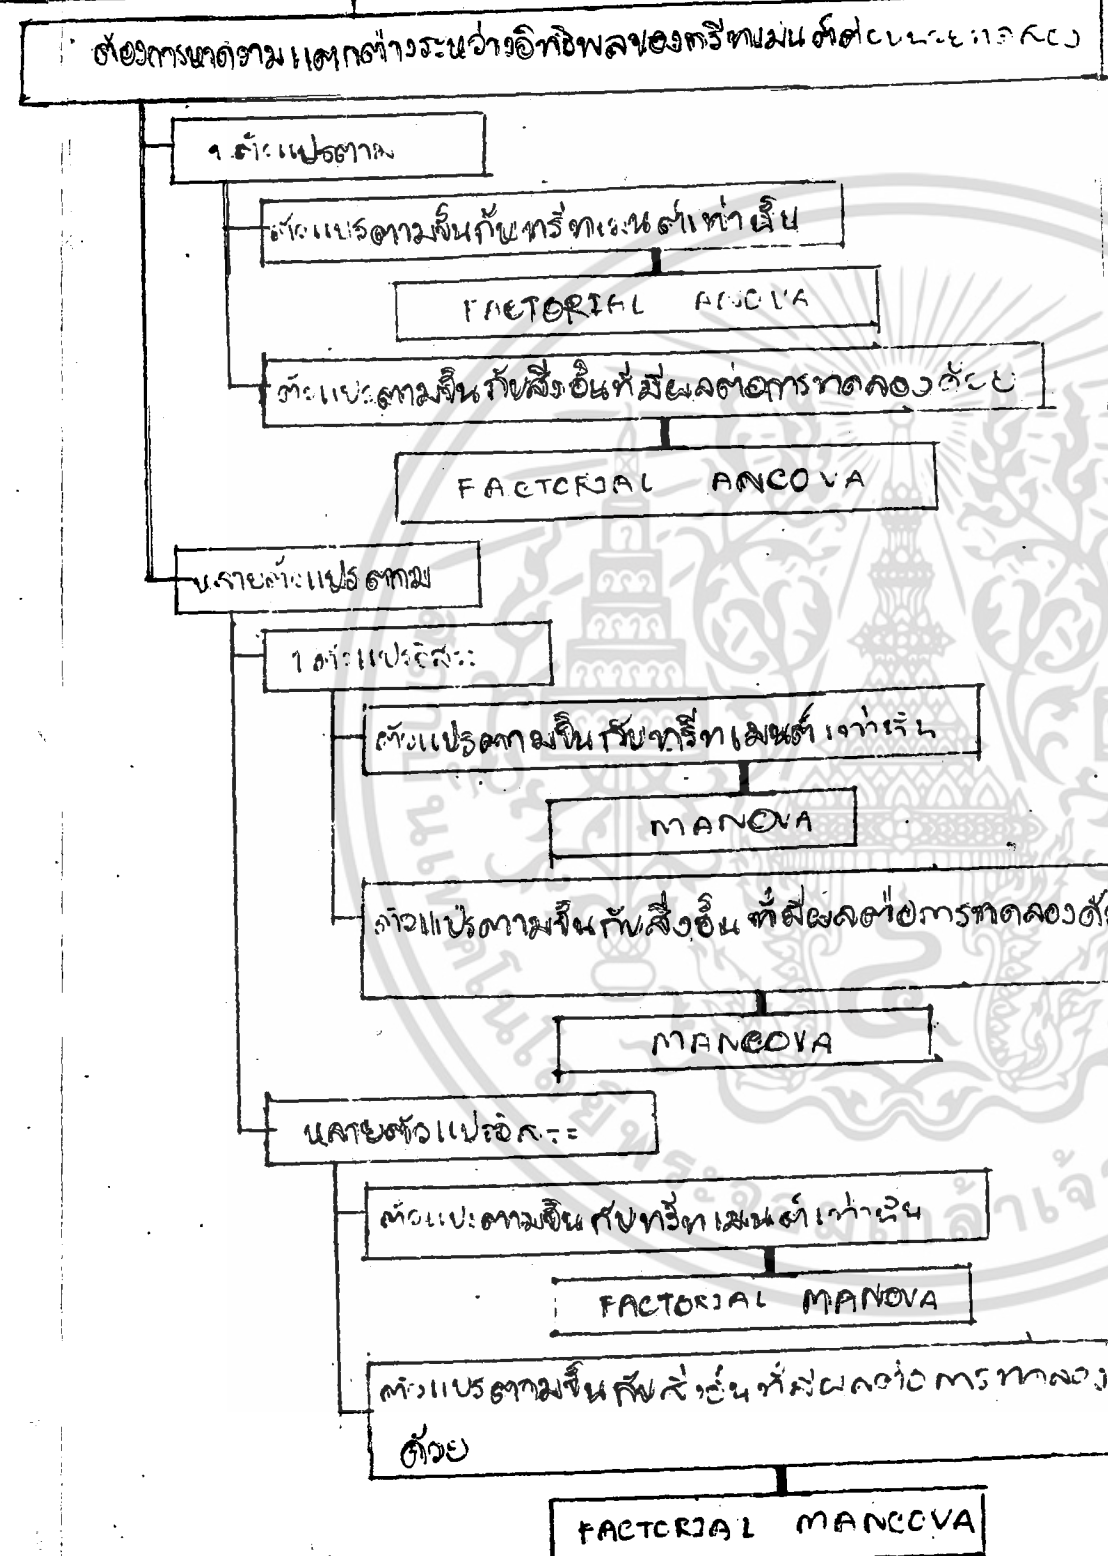 ต้องการหาความแตกต่างระหว่างอิทธิพลของทรีทเมนต์ต่อหน่วยทดลอง
1 ตัวแปรตาม
ตัวแปรตามขึ้นกับทรีทเมนต์เท่านั้น
FACTORIAL ANOVA
ตัวแปรตามขึ้นกับสิ่งอื่นที่มีผลต่อการทดลองด้วย
FACTORIAL ANCOVA
หลายตัวแปรตาม
1 ตัวแปรอิสระ
ตัวแปรตามขึ้นกับทรีทเมนต์เท่านั้น
MANOVA
ตัวแปรตามขึ้นกับสิ่งอื่นที่มีผลต่อการทดลองด้วย
MANCOVA
หลายตัวแปรอิสระ
ตัวแปรตามขึ้นกับทรีทเมนต์เท่านั้น
FACTORIAL MANOVA
ตัวแปรตามขึ้นกับสิ่งอื่นที่มีผลต่อการทดลอง
ด้วย
FACTORIAL MANCOVA